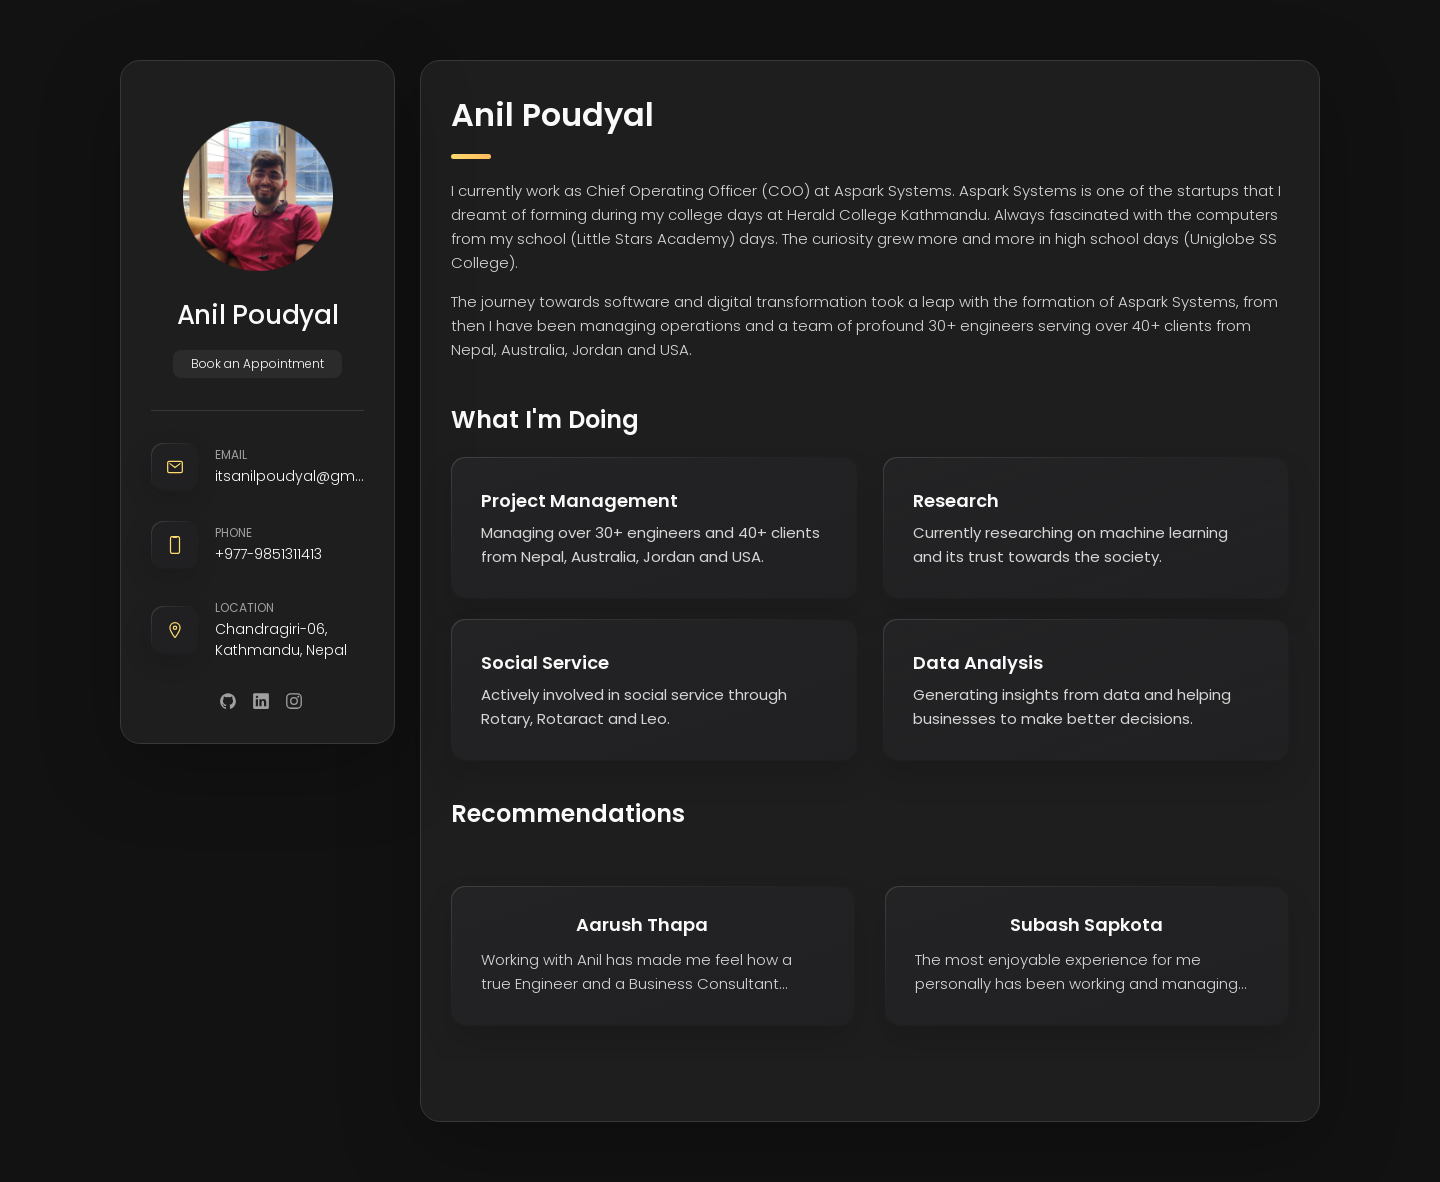 Anil Poudyal
Book an Appointment
EMAIL
itsanilpoudyal@gm...
PHONE
+977-9851311413
LOCATION
Chandragiri-06,
Kathmandu, Nepal
Anil Poudyal
I currently work as Chief Operating Officer (COO) at Aspark Systems. Aspark Systems is one of the startups that I
dreamt of forming during my college days at Herald College Kathmandu. Always fascinated with the computers
from my school (Little Stars Academy) days. The curiosity grew more and more in high school days (Uniglobe SS
College).
The journey towards software and digital transformation took a leap with the formation of Aspark Systems, from
then I have been managing operations and a team of profound 30+ engineers serving over 40+ clients from
Nepal, Australia, Jordan and USA.
What I'm Doing
Project Management
Managing over 30+ engineers and 40+ clients
from Nepal, Australia, Jordan and USA.
Research
Currently researching on machine learning
and its trust towards the society.
Social Service
Actively involved in social service through
Rotary, Rotaract and Leo.
Data Analysis
Generating insights from data and helping
businesses to make better decisions.
Recommendations
Aarush Thapa
Working with Anil has made me feel how a
true Engineer and a Business Consultant...
Subash Sapkota
The most enjoyable experience for me
personally has been working and managing...